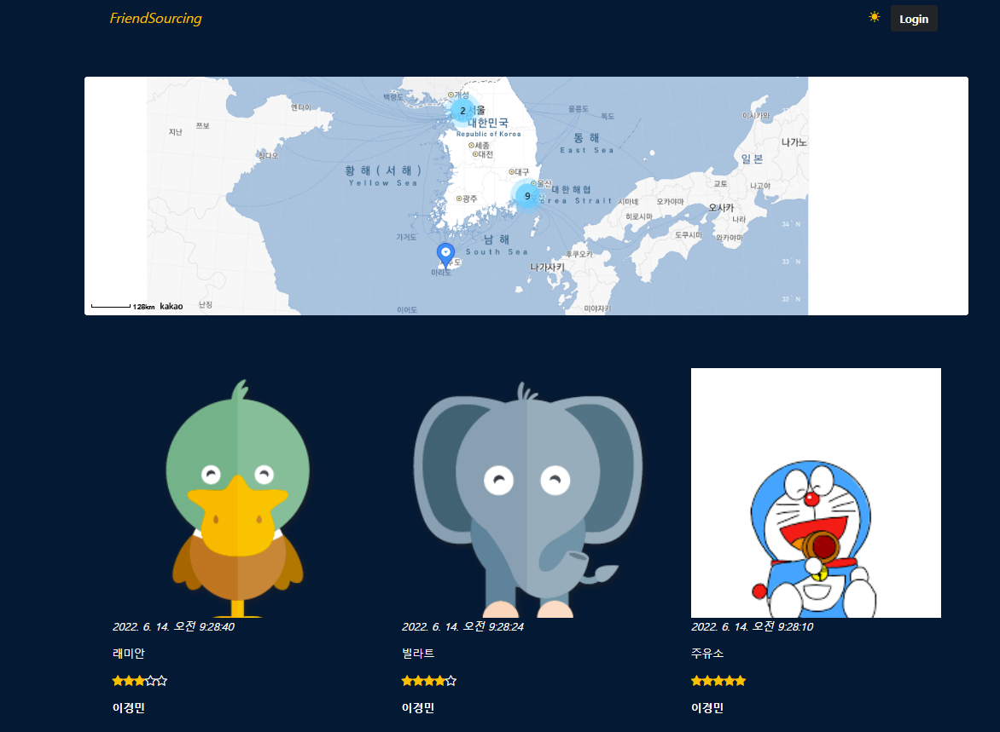 FriendSourcing
Login
백령도
개성
2
서울
대한민국
Republic of Korea
엔타이
쯔보
지난
칭다오
세종
대전
울릉도
독도
동 해
East Sea
이시카와
나가노
일본
황 해 ( 서 해 )
Yellow Sea
대구
울산
교토
나고야
광주
9
대한해협
Korea Strait
시마네
오카야마
오사카
히로시마
나라
34° N
가거도
남 해
South Sea
도쿠시마
와카야마
후쿠오카
33° N
마라도
나가사키
128km
kakao
난징
이어도
미야자키
32° N
2022. 6. 14. 오전 9:28:40
래미안
이경민
2022. 6. 14. 오전 9:28:24
빌라트
이경민
2022. 6. 14. 오전 9:28:10
주유소
이경민